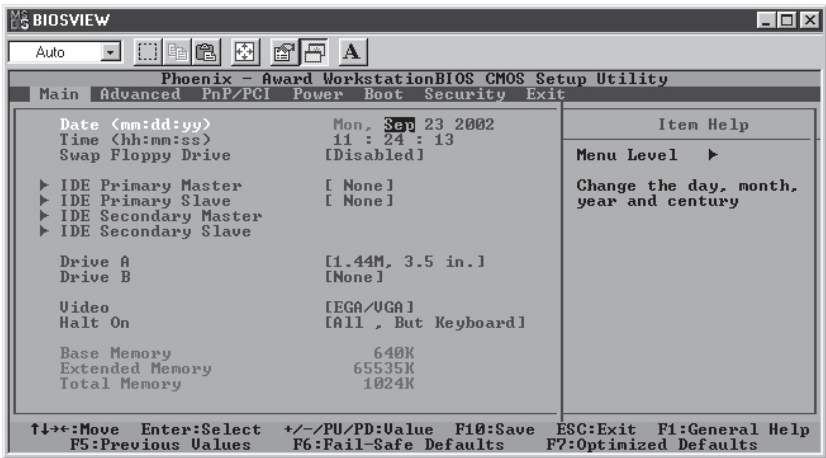 BIOSVIEW
Auto
A
Phoenix - Award WorkstationBIOS CMOS Setup Utility
Main Advanced PnP/PCI Power Boot Security Exit
Date (mm:dd:yy) Mon, Sep 23 2002
Time (hh:mm:ss) 11 : 24 : 13
Swap Floppy Drive [Disabled]
► IDE Primary Master [ None]
► IDE Primary Slave [ None]
► IDE Secondary Master
► IDE Secondary Slave
Drive A [1.44M, 3.5 in.]
Drive B [None]
Video [EGA/VGA]
Halt On [All , But Keyboard]
Base Memory 640K
Extended Memory 65535K
Total Memory 1024K
Item Help
Menu Level ►
Change the day, month,
year and century
↑↓→←:Move Enter:Select +/-/PU/PD:Value F10:Save ESC:Exit F1:General Help
F5:Previous Values F6:Fail-Safe Defaults F7:Optimized Defaults